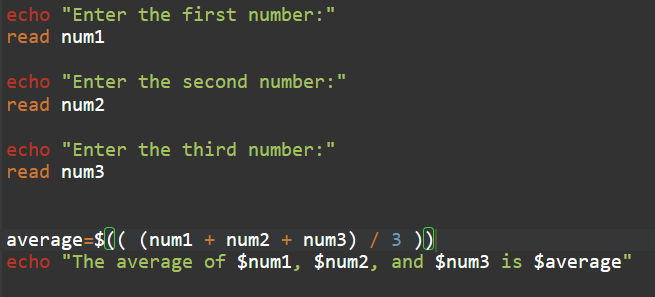 echo "Enter the first number:"
read num1
echo "Enter the second number:"
read num2
echo "Enter the third number:"
read num3
average=$(( (num1 + num2 + num3) / 3 ))
echo "The average of $num1, $num2, and $num3 is $average"